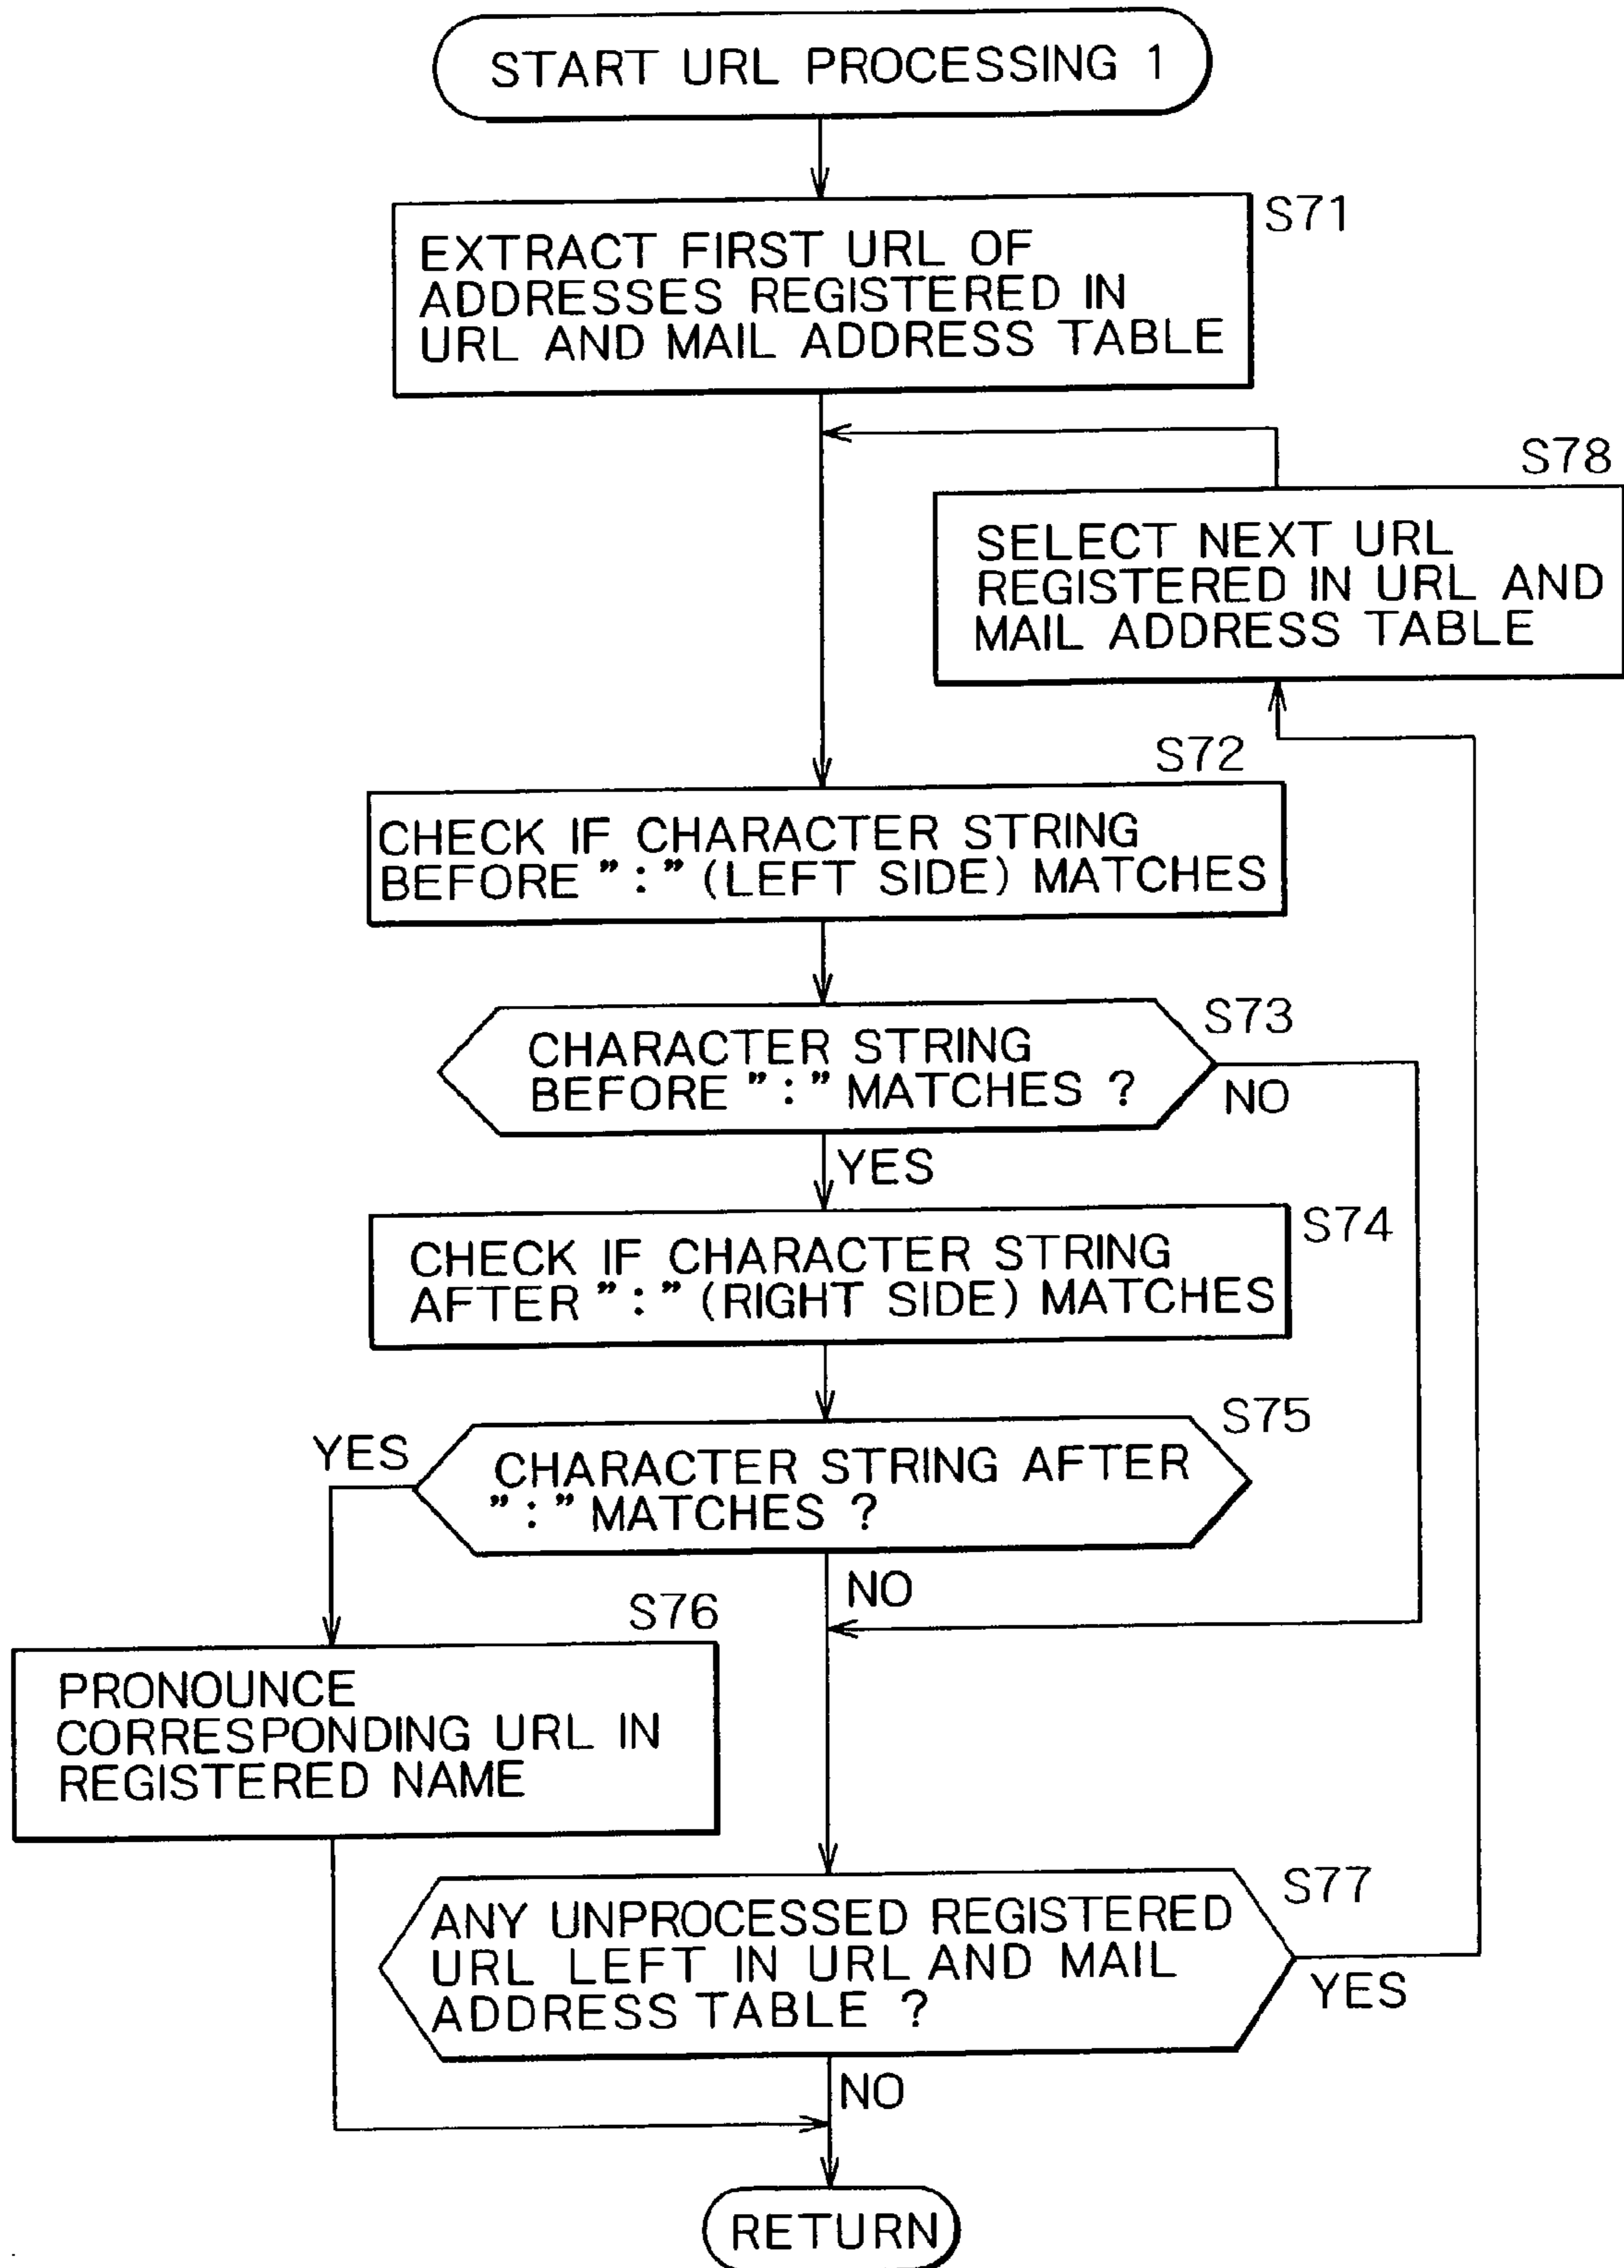 START URL PROCESSING 1
S71
EXTRACT FIRST URL OF
ADDRESSES REGISTERED IN
URL AND MAIL ADDRESS TABLE
S78
SELECT NEXT URL
REGISTERED IN URL AND
MAIL ADDRESS TABLE
S72
CHECK IF CHARACTER STRING
BEFORE ” : ” (LEFT SIDE) MATCHES
S73
CHARACTER STRING
BEFORE ” : ” MATCHES ?
NO
YES
S74
CHECK IF CHARACTER STRING
AFTER ” : ” (RIGHT SIDE) MATCHES
S75
YES
CHARACTER STRING AFTER
” : ” MATCHES ?
NO
S76
PRONOUNCE
CORRESPONDING URL IN
REGISTERED NAME
S77
ANY UNPROCESSED REGISTERED
URL LEFT IN URL AND MAIL
ADDRESS TABLE ?
YES
NO
RETURN